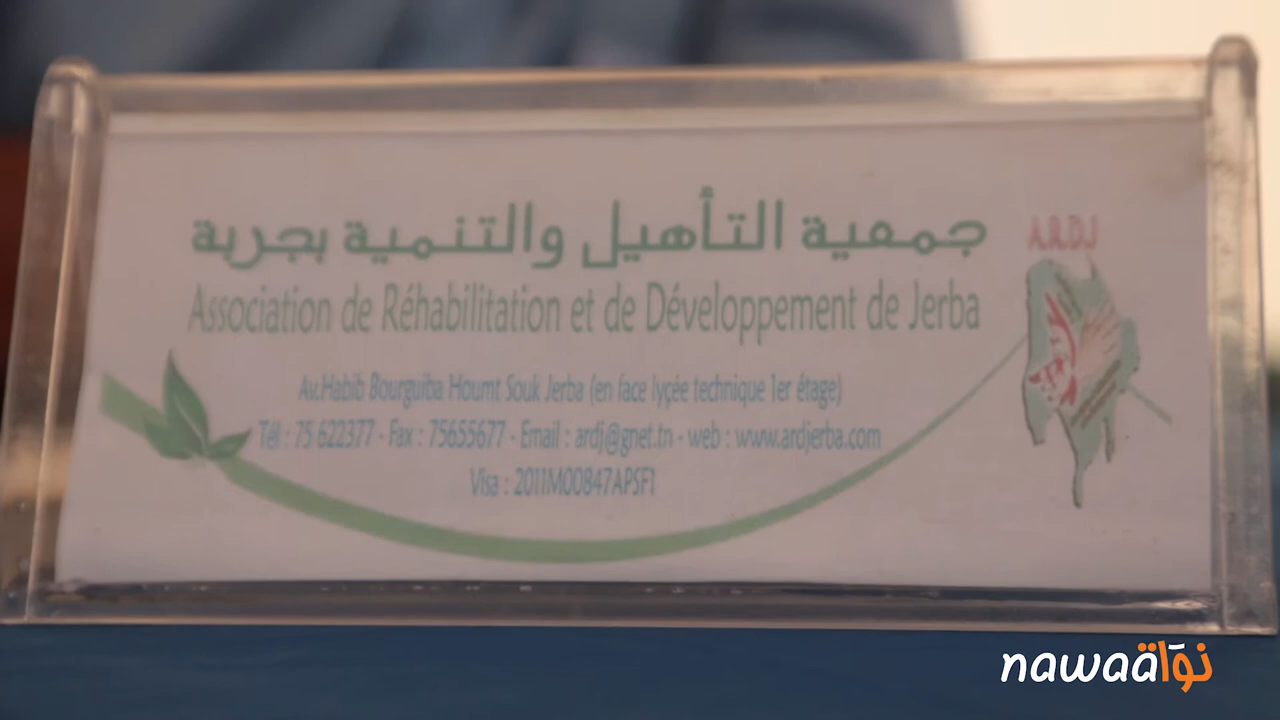 جمعية التأهيل والتنمية بجربة
A.R.D.J
Association de Réhabilitation et de Développement de Jerba
Av.Habib Bourguiba Houmt Souk Jerba (en face lyçée technique 1er étage)
Tél : 75 622377 - Fax : 75655677 - Email : ardj@gnet.tn - web : www.ardjerba.com
Visa : 2011M00847APSF1
nawaa نواة